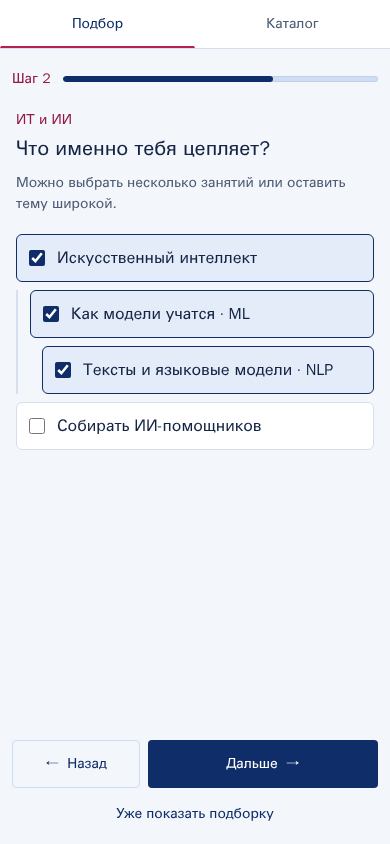 Подбор
Каталог
Шаг 2
ИТ и ИИ
Что именно тебя цепляет?
Можно выбрать несколько занятий или оставить
тему широкой.
Искусственный интеллект
Как модели учатся · ML
Тексты и языковые модели · NLP
Собирать ИИ-помощников
← Назад
Дальше →
Уже показать подборку